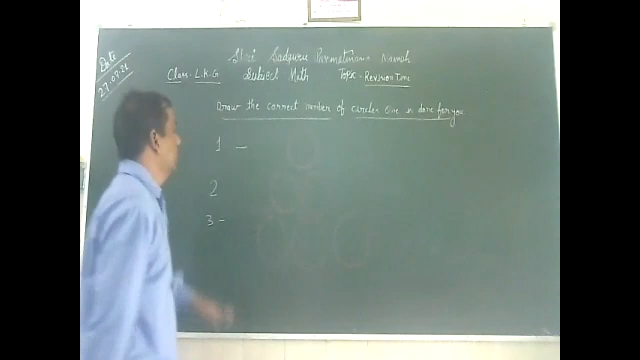 Date
27.07.21
Shri Sadguru Parmatmane Namah
Class - L.K.G Subject Math Topic - Revision Time
Draw the correct number of circles One is done for you
1 —
2
3 -